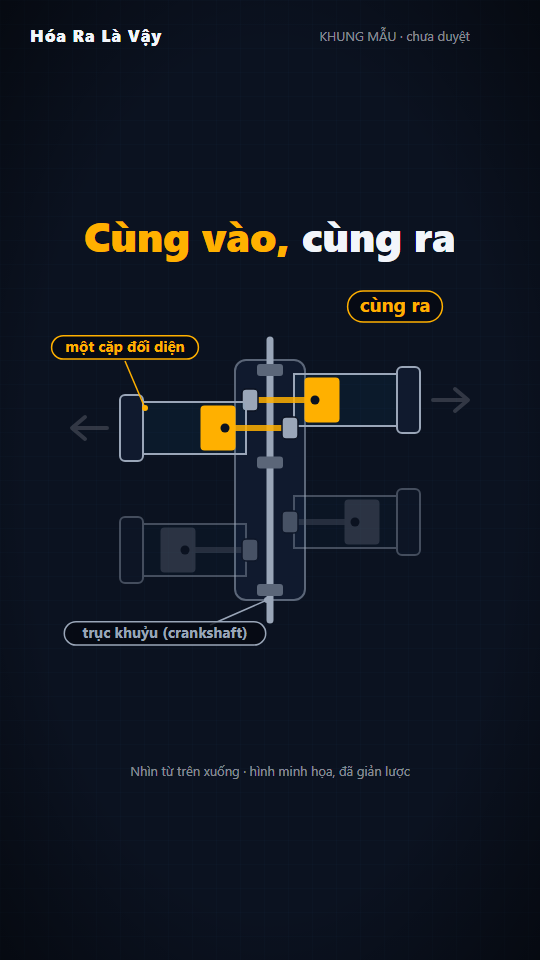 Hóa Ra Là Vậy
KHUNG MẪU · chưa duyệt
Cùng vào, cùng ra
cùng ra
một cặp đối diện
trục khuỷu (crankshaft)
Nhìn từ trên xuống · hình minh họa, đã giản lược